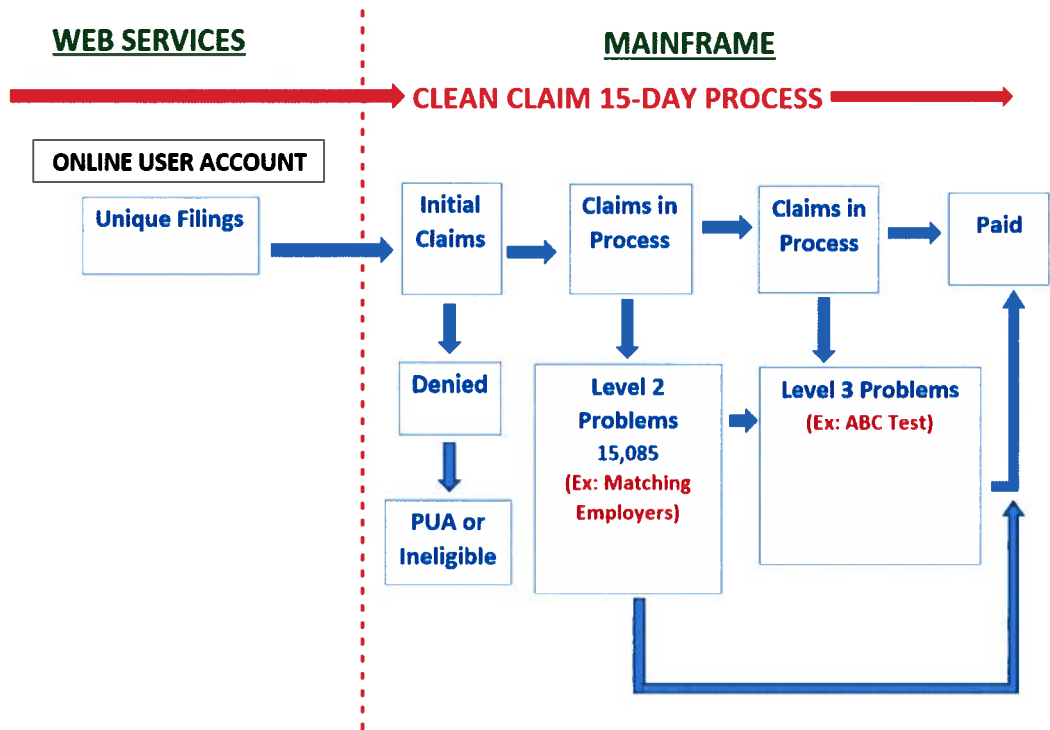 WEB SERVICES
MAINFRAME
CLEAN CLAIM 15-DAY PROCESS
ONLINE USER ACCOUNT
Unique Filings
Initial
Claims
Claims in
Process
Claims in
Process
Paid
Denied
Level 2
Problems
15,085
(Ex: Matching
Employers)
Level 3 Problems
(Ex: ABC Test)
PUA or
Ineligible